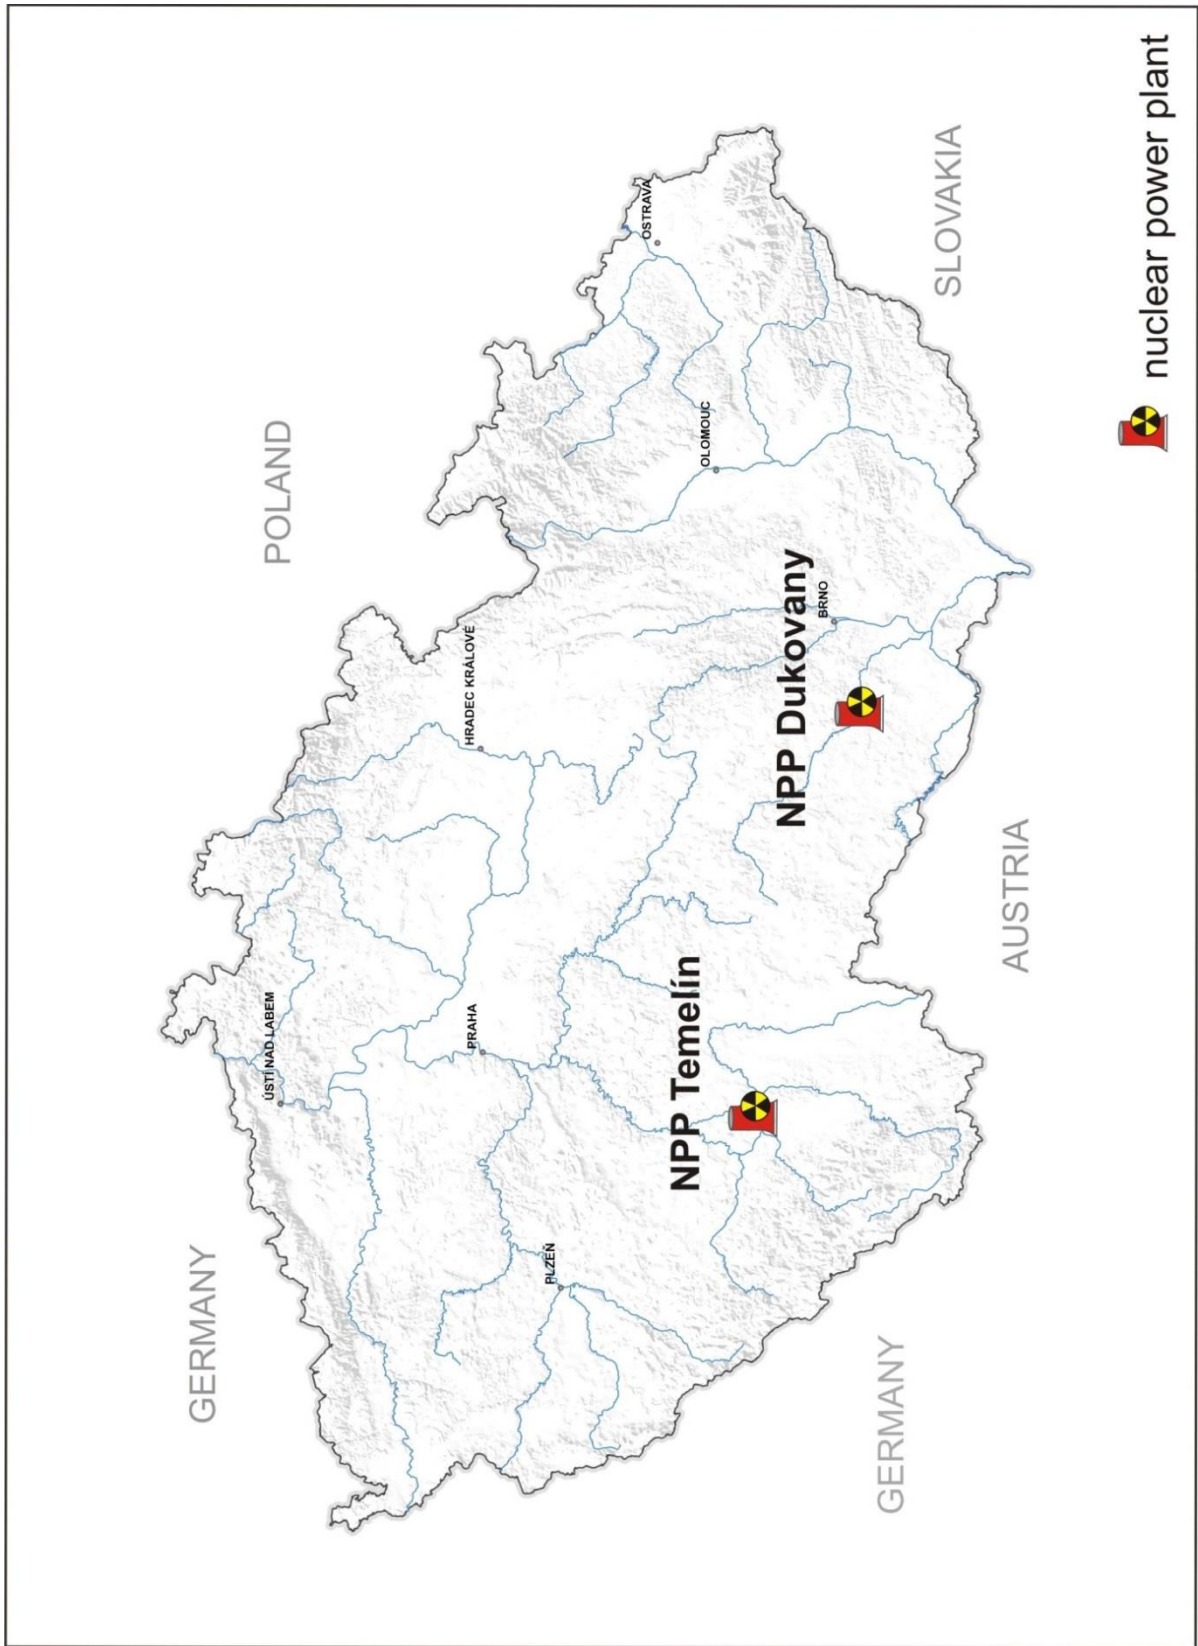 POLAND
GERMANY
ÚSTÍ NAD LABEM
HRADEC KRÁLOVÉ
PRAHA
OSTRAVA
PLZEŇ
OLOMOUC
NPP Temelín
NPP Dukovany
BRNO
GERMANY
AUSTRIA
SLOVAKIA
nuclear power plant